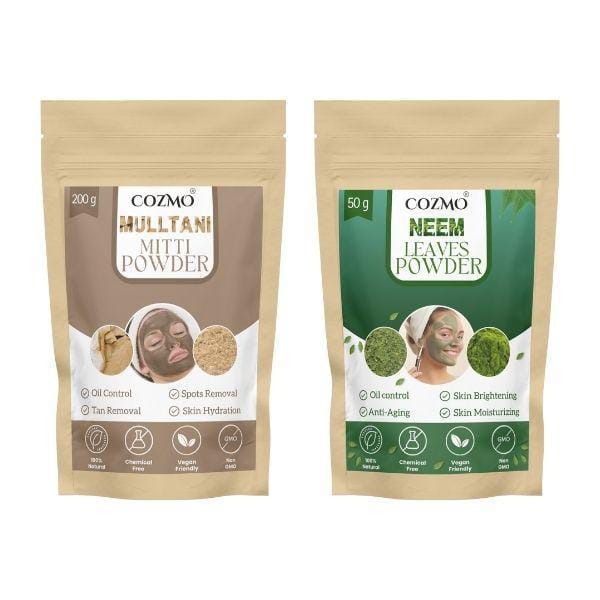 200 g
COZMO®
MULLTANI
MITTI
POWDER
Oil Control
Spots Removal
Tan Removal
Skin Hydration
100%
Natural
Chemical
Free
Vegan
Friendly
GMO
Non
GMO
50 g
COZMO®
NEEM
LEAVES
POWDER
Oil control
Skin Brightening
Anti-Aging
Skin Moisturizing
100%
Natural
Chemical
Free
Vegan
Friendly
GMO
Non
GMO